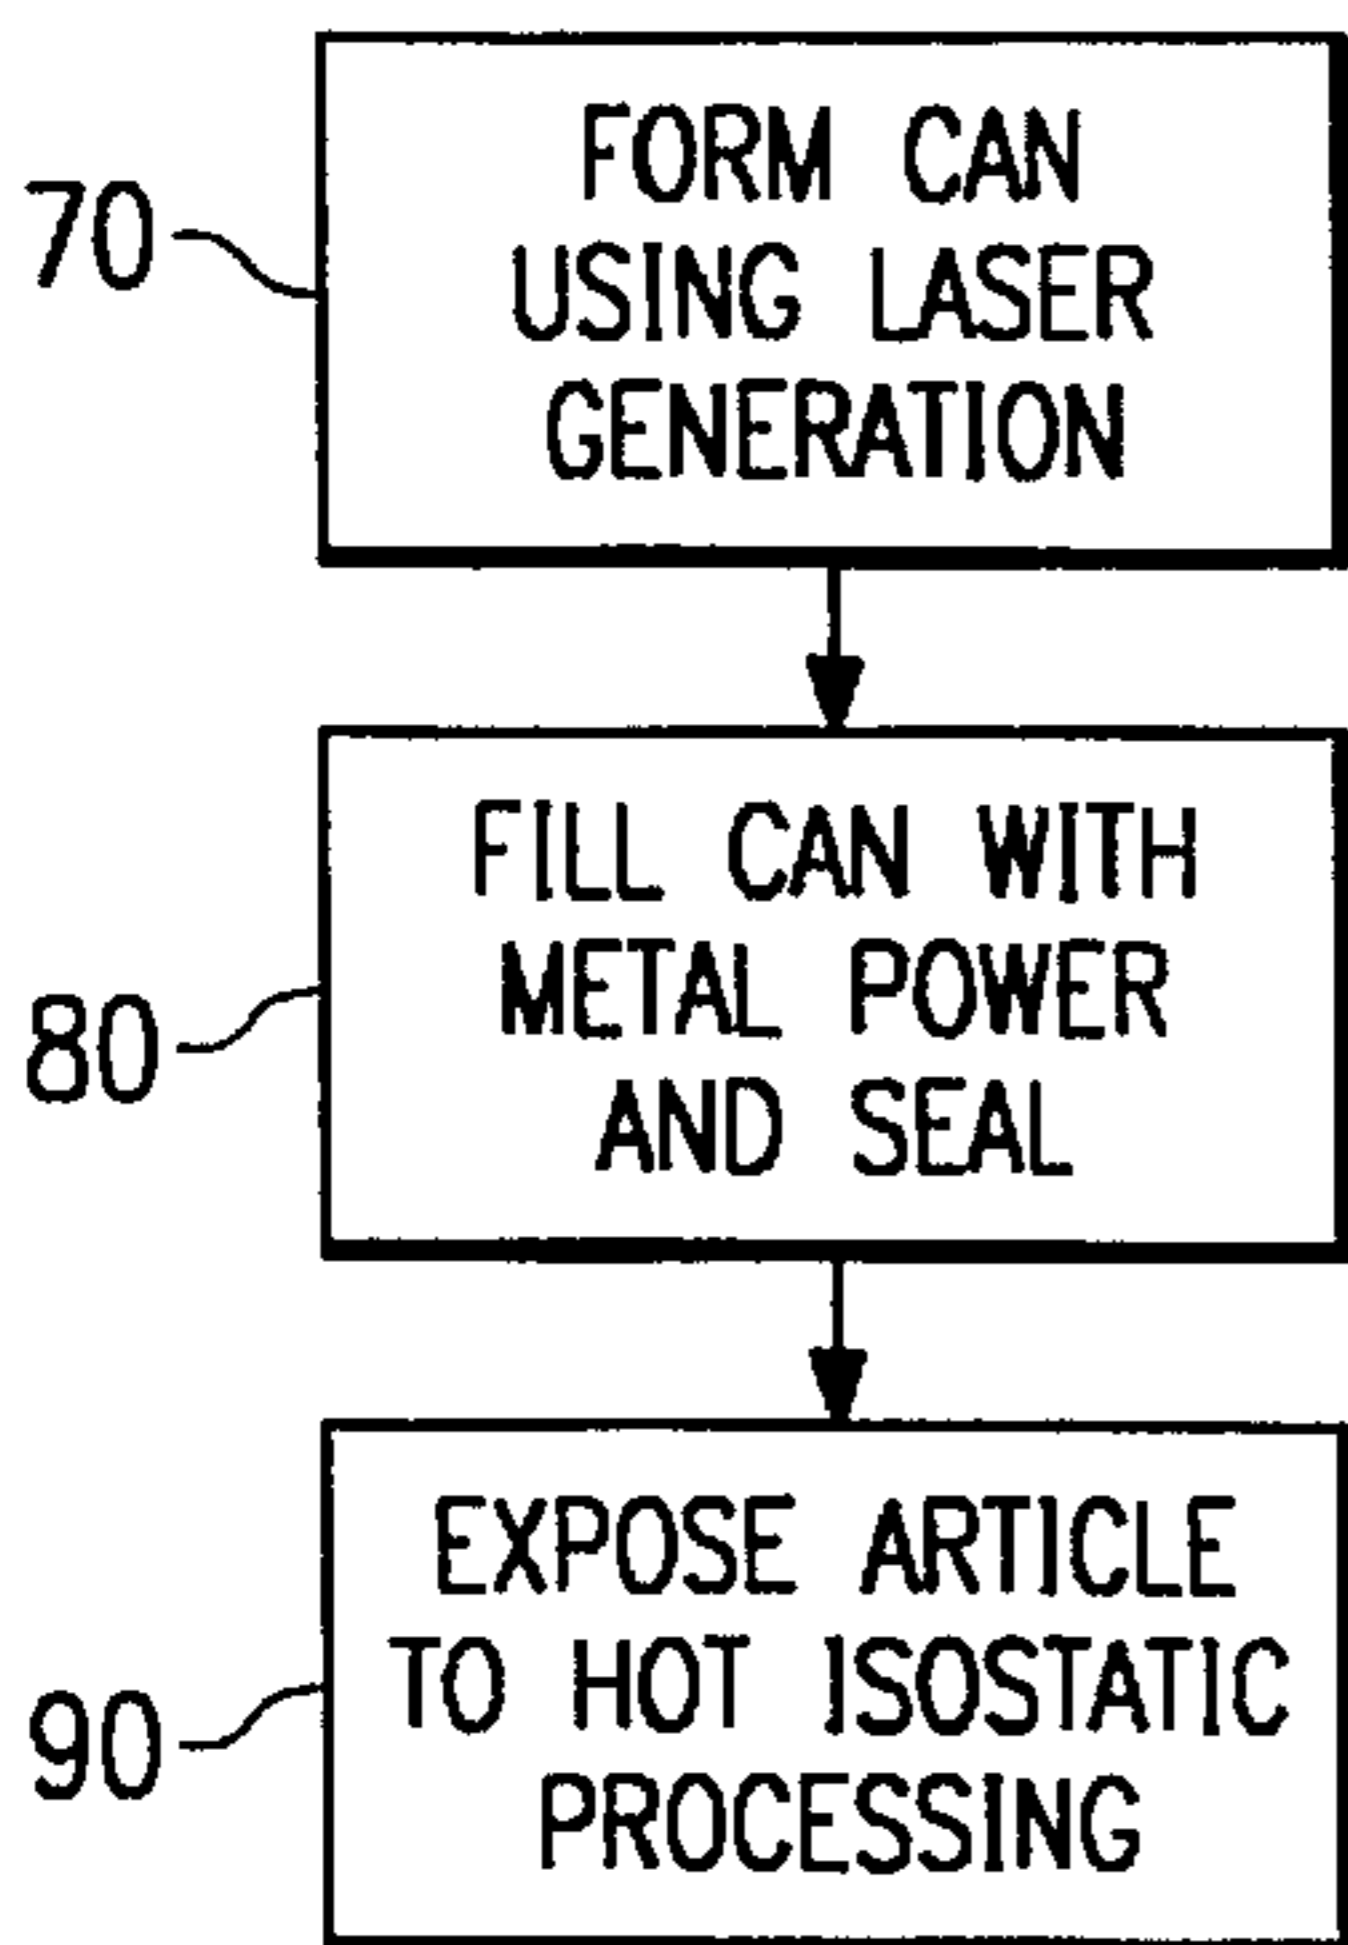 70
FORM CAN
USING LASER
GENERATION
80
FILL CAN WITH
METAL POWER
AND SEAL
90
EXPOSE ARTICLE
TO HOT ISOSTATIC
PROCESSING